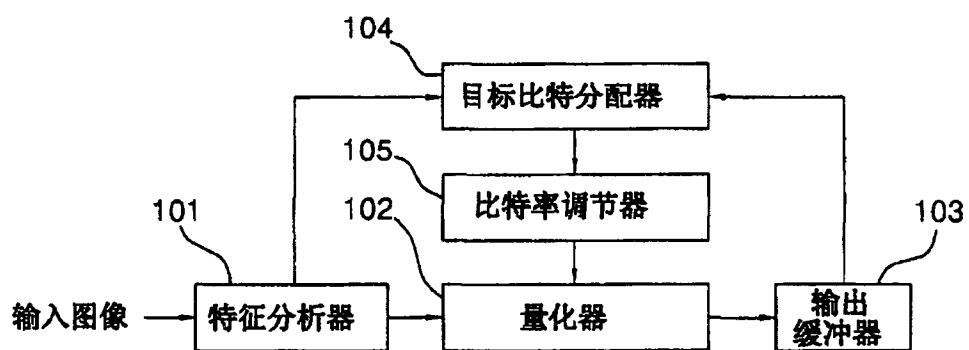 104
目标比特分配器
105
比特率调节器
101
102
103
输入图像
特征分析器
量化器
输出
缓冲器